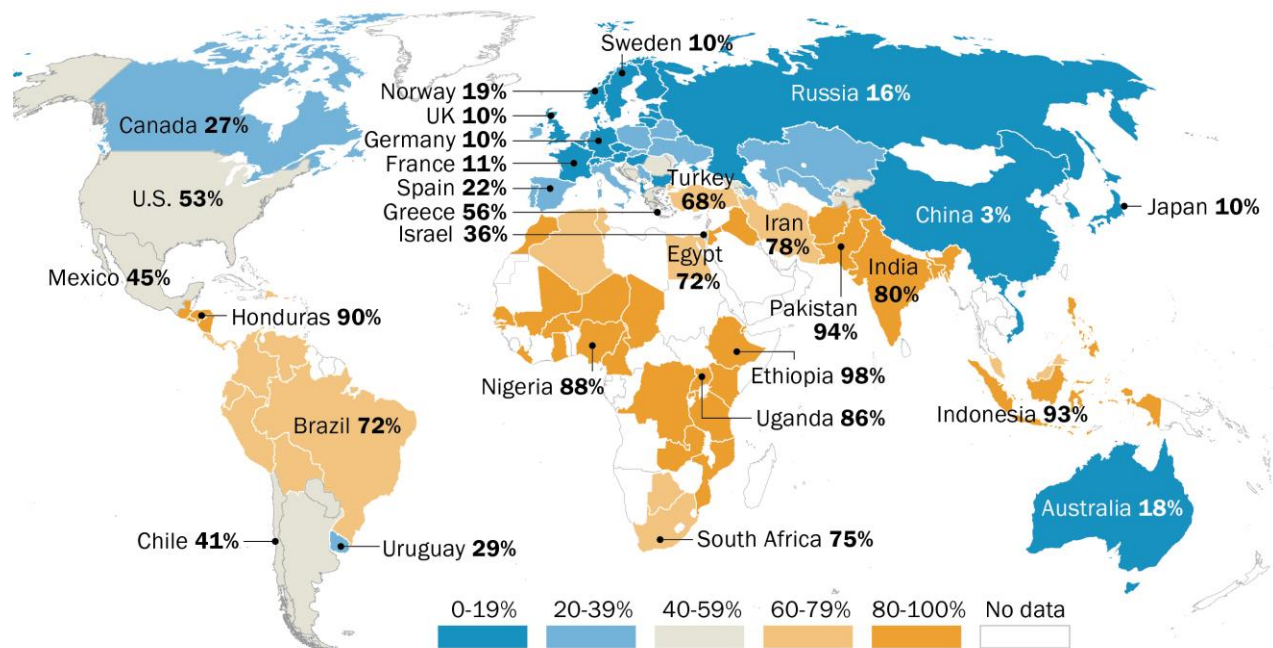 Sweden 10%
Norway 19%
UK 10%
Germany 10%
France 11%
Spain 22%
Greece 56%
Israel 36%
Canada 27%
U.S. 53%
Mexico 45%
Honduras 90%
Brazil 72%
Chile 41%
Uruguay 29%
Russia 16%
Turkey
68%
Iran
78%
Egypt
72%
China 3%
Japan 10%
India
80%
Pakistan
94%
Nigeria 88%
Ethiopia 98%
Uganda 86%
Indonesia 93%
South Africa 75%
Australia 18%
0-19%
20-39%
40-59%
60-79%
80-100%
No data